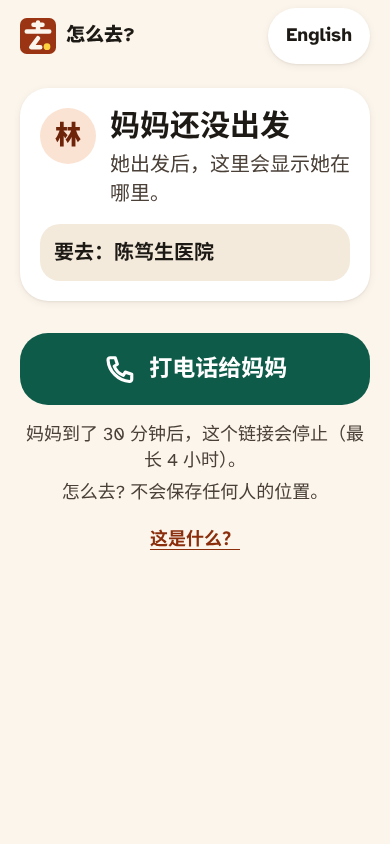 去
怎么去?
English
林
妈妈还没出发
她出发后，这里会显示她在
哪里。
要去：陈笃生医院
打电话给妈妈
妈妈到了 30 分钟后，这个链接会停止（最
长 4 小时）。
怎么去? 不会保存任何人的位置。
这是什么？